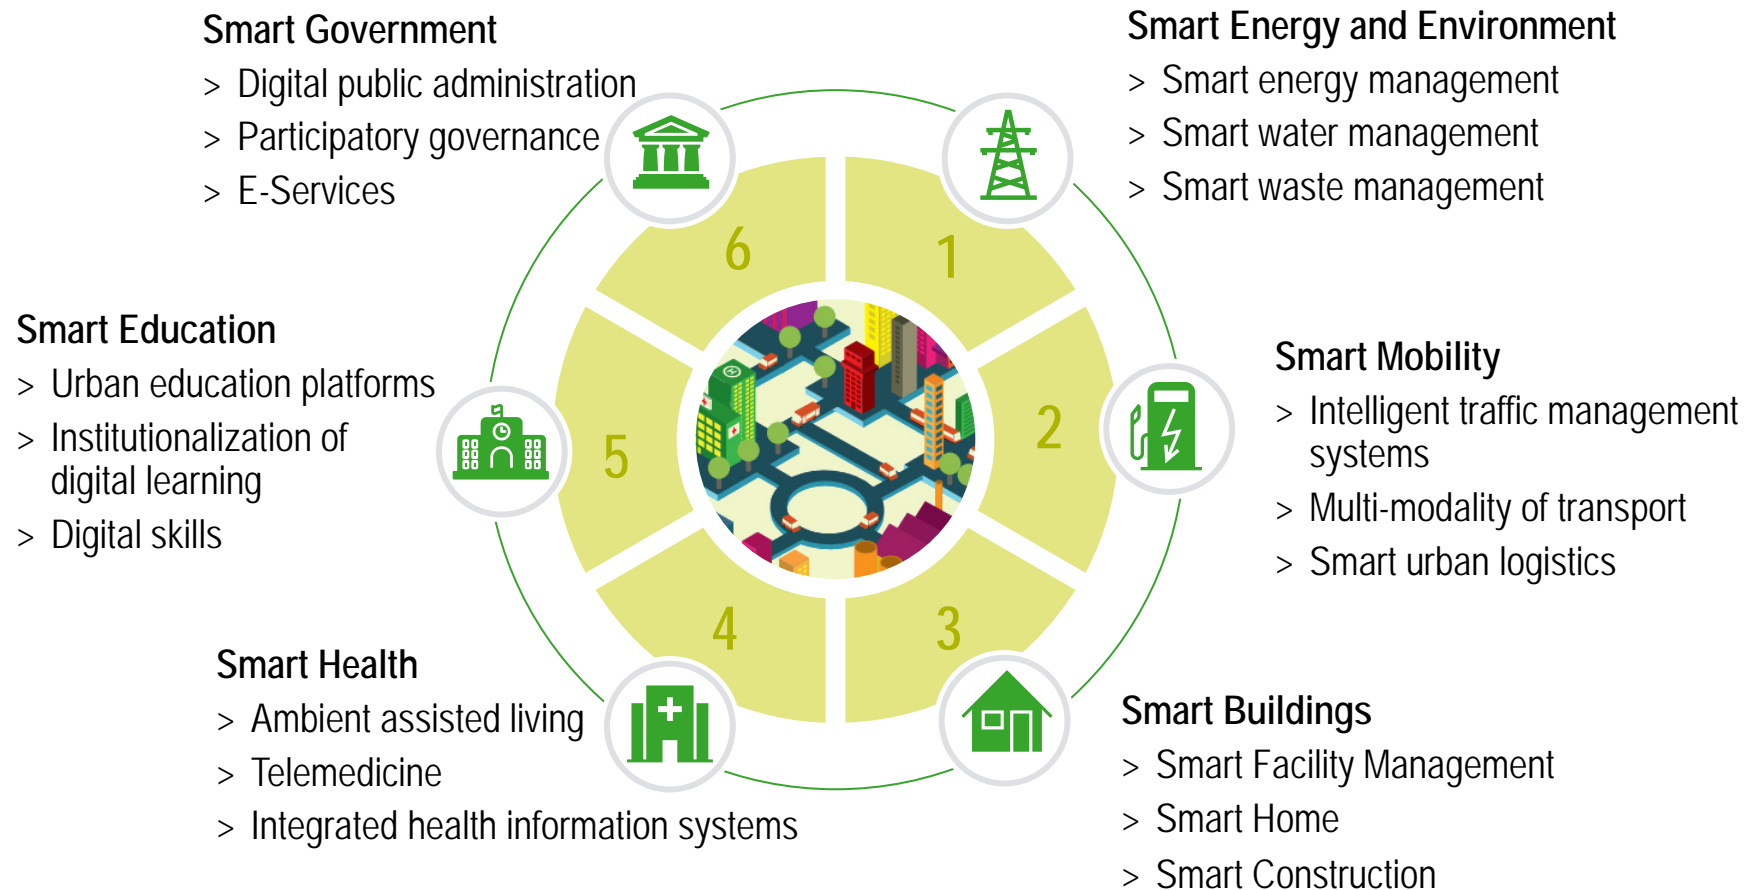 Smart Government
> Digital public administration
> Participatory governance
> E-Services
Smart Energy and Environment
> Smart energy management
> Smart water management
> Smart waste management
6
1
Smart Education
> Urban education platforms
> Institutionalization of
digital learning
> Digital skills
5
2
Smart Mobility
> Intelligent traffic management
systems
> Multi-modality of transport
> Smart urban logistics
4
3
Smart Health
> Ambient assisted living
> Telemedicine
> Integrated health information systems
Smart Buildings
> Smart Facility Management
> Smart Home
> Smart Construction
H